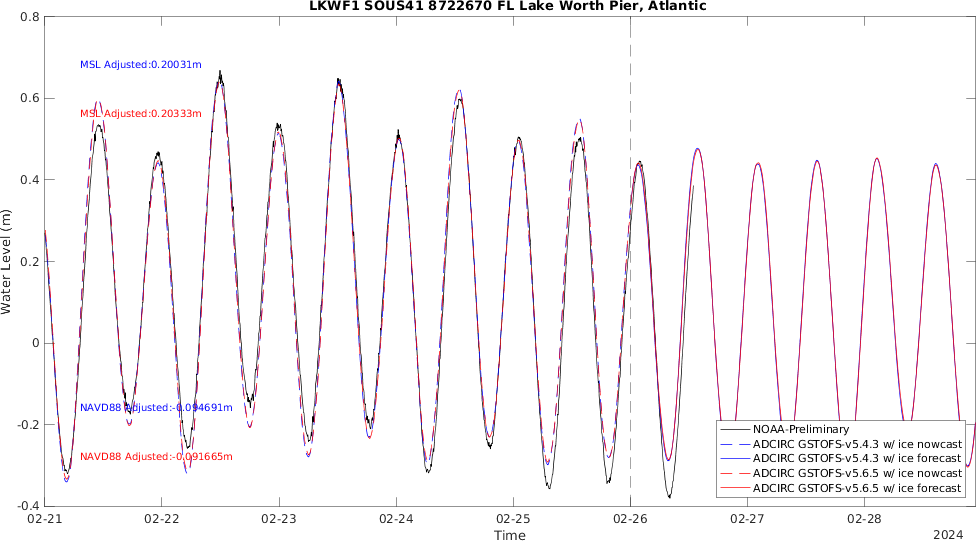 LKWF1 SOUS41 8722670 FL Lake Worth Pier, Atlantic
0.8
0.6
0.4
0.2
0
-0.2
-0.4
Water Level (m)
MSL Adjusted:0.20031m
MSL Adjusted:0.20333m
NAVD88 Adjusted:-0.094691m
NAVD88 Adjusted:-0.091665m
NOAA-Preliminary
ADCIRC GSTOFS-v5.4.3 w/ ice nowcast
ADCIRC GSTOFS-v5.4.3 w/ ice forecast
ADCIRC GSTOFS-v5.6.5 w/ ice nowcast
ADCIRC GSTOFS-v5.6.5 w/ ice forecast
02-21 02-22 02-23 02-24 02-25 02-26 02-27 02-28
Time
2024